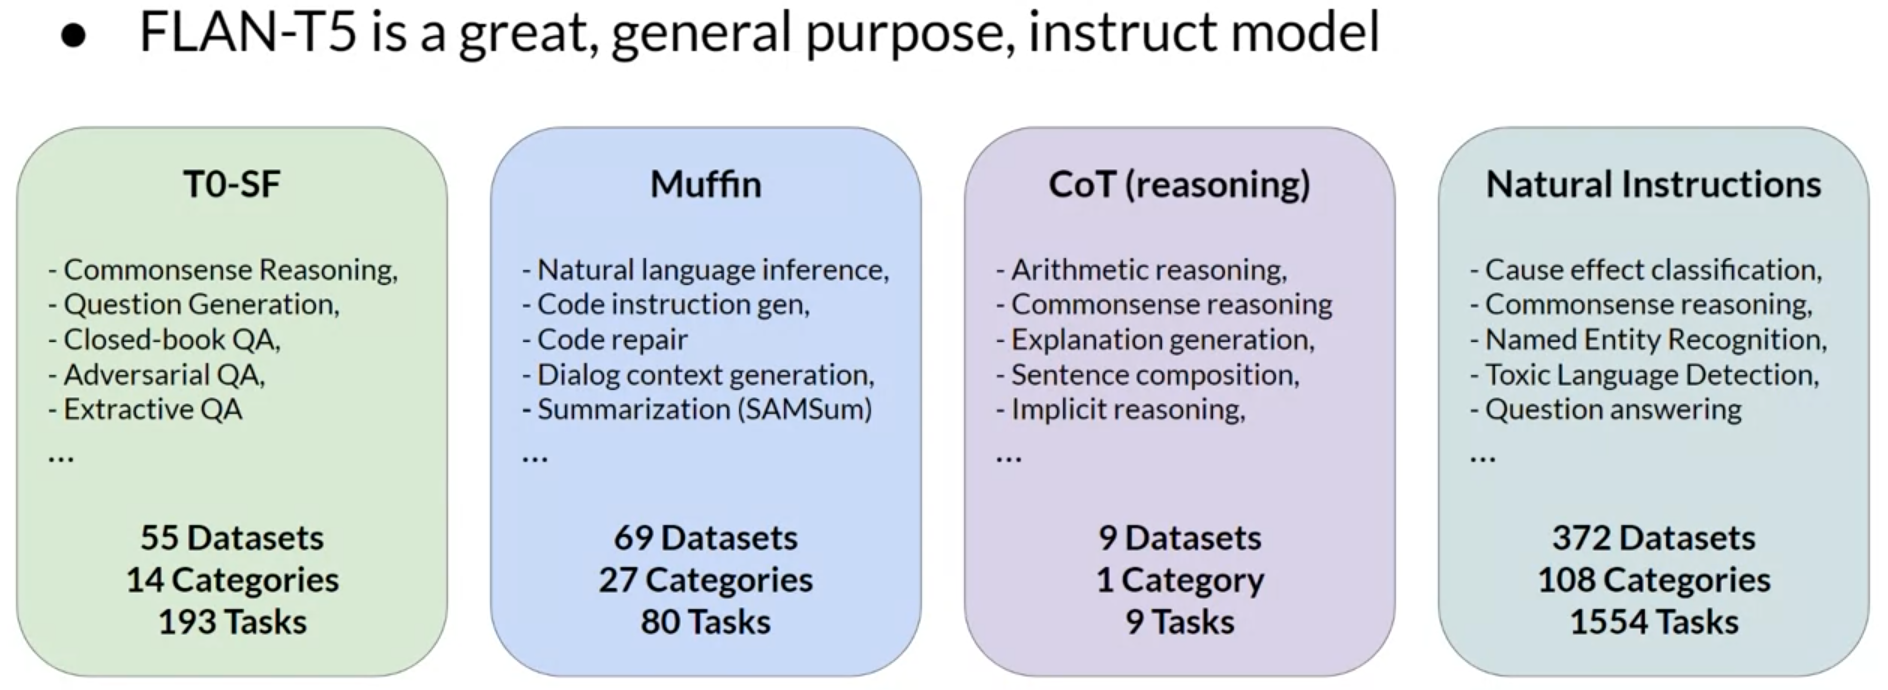 ● FLAN-T5 is a great, general purpose, instruct model
T0-SF
- Commonsense Reasoning,
- Question Generation,
- Closed-book QA,
- Adversarial QA,
- Extractive QA
...
55 Datasets
14 Categories
193 Tasks
Muffin
- Natural language inference,
- Code instruction gen,
- Code repair
- Dialog context generation,
- Summarization (SAMSum)
...
69 Datasets
27 Categories
80 Tasks
CoT (reasoning)
- Arithmetic reasoning,
- Commonsense reasoning
- Explanation generation,
- Sentence composition,
- Implicit reasoning,
...
9 Datasets
1 Category
9 Tasks
Natural Instructions
- Cause effect classification,
- Commonsense reasoning,
- Named Entity Recognition,
- Toxic Language Detection,
- Question answering
...
372 Datasets
108 Categories
1554 Tasks